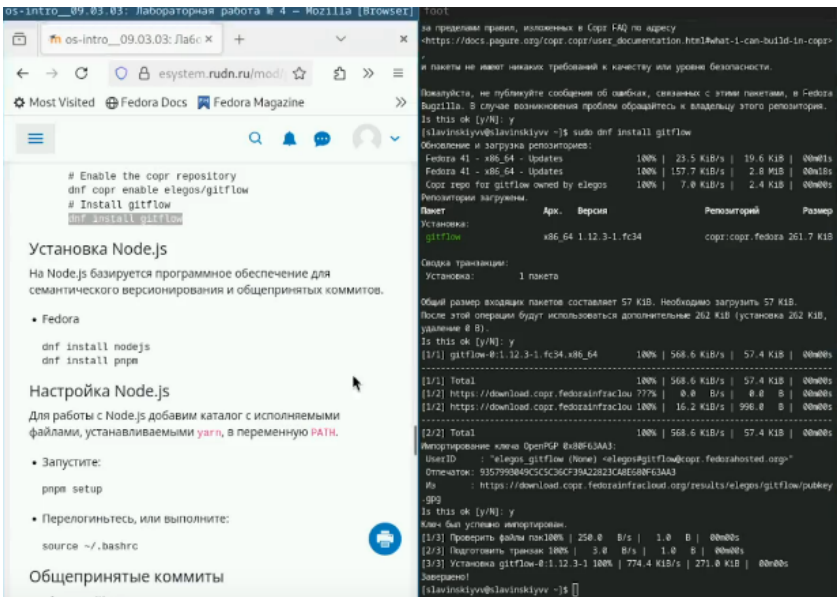 os-intro__09.03.03: Лабораторная работа № 4 — Mozilla [Browser]
os-intro__09.03.03: Лабо
esystem.rudn.ru/mod/
Most Visited
Fedora Docs
Fedora Magazine
# Enable the copr repository
dnf copr enable elegos/gitflow
# Install gitflow
dnf install gitflow
Установка Node.js
На Node.js базируется программное обеспечение для
семантического версионирования и общепринятых коммитов.
• Fedora
dnf install nodejs
dnf install pnpm
Настройка Node.js
Для работы с Node.js добавим каталог с исполняемыми
файлами, устанавливаемыми yarn, в переменную PATH.
• Запустите:
pnpm setup
• Перелогиньтесь, или выполните:
source ~/.bashrc
Общепринятые коммиты
foot
за пределами правил, изложенных в Copr FAQ по адресу
<https://docs.pagure.org/copr.copr/user_documentation.html#what-i-can-build-in-copr>
,
и пакеты не имеют никаких требований к качеству или уровню безопасности.
Пожалуйста, не публикуйте сообщения об ошибках, связанных с этими пакетами, в Fedora
Bugzilla. В случае возникновения проблем обращайтесь к владельцу этого репозитория.
Is this ok [y/N]: y
[slavinskiyvv@slavinskiyvv ~]$ sudo dnf install gitflow
Обновление и загрузка репозиториев:
Fedora 41 - x86_64 - Updates 100% | 23.5 KiB/s | 19.6 KiB | 00m01s
Fedora 41 - x86_64 - Updates 100% | 157.7 KiB/s | 2.8 MiB | 00m18s
Copr repo for gitflow owned by elegos 100% | 7.0 KiB/s | 2.4 KiB | 00m00s
Репозитории загружены.
Пакет Арх. Версия Репозиторий Размер
Установка:
gitflow x86_64 1.12.3-1.fc34 copr:copr.fedora 261.7 KiB
Сводка транзакции:
Установка: 1 пакета
Общий размер входящих пакетов составляет 57 KiB. Необходимо загрузить 57 KiB.
После этой операции будут использоваться дополнительные 262 KiB (установка 262 KiB,
удаление 0 B).
Is this ok [y/N]: y
[1/1] gitflow-0:1.12.3-1.fc34.x86_64 100% | 568.6 KiB/s | 57.4 KiB | 00m00s
[1/1] Total 100% | 568.6 KiB/s | 57.4 KiB | 00m00s
[1/2] https://download.copr.fedorainfraclou ???% | 0.0 B/s | 0.0 B | 00m00s
[1/2] https://download.copr.fedorainfraclou 100% | 16.2 KiB/s | 998.0 B | 00m00s
[2/2] Total 100% | 568.6 KiB/s | 57.4 KiB | 00m00s
Импортирование ключа OpenPGP 0x80F63AA3:
UserID : "elegos_gitflow (None) <elegos#gitflow@copr.fedorahosted.org>"
Отпечаток: 9357993049C5C5C36CF39A22823CA8E680F63AA3
Из : https://download.copr.fedorainfracloud.org/results/elegos/gitflow/pubkey
.gpg
Is this ok [y/N]: y
Ключ был успешно импортирован.
[1/3] Проверить файлы пак100% | 250.0 B/s | 1.0 B | 00m00s
[2/3] Подготовить транзак 100% | 3.0 B/s | 1.0 B | 00m00s
[3/3] Установка gitflow-0:1.12.3-1 100% | 774.4 KiB/s | 271.0 KiB | 00m00s
Завершено!
[slavinskiyvv@slavinskiyvv ~]$